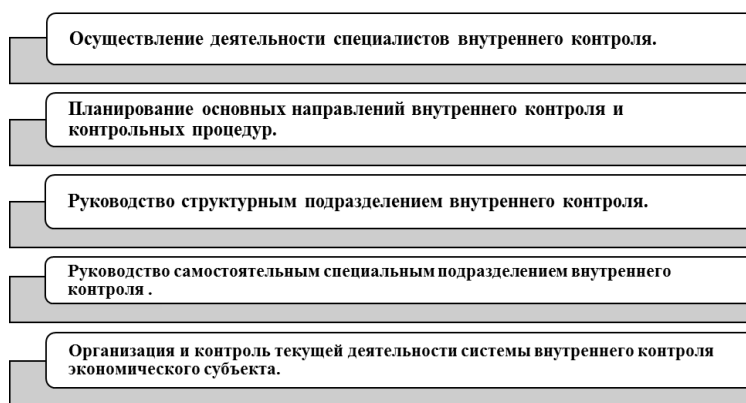 Осуществление деятельности специалистов внутреннего контроля.
Планирование основных направлений внутреннего контроля и
контрольных процедур.
Руководство структурным подразделением внутреннего контроля.
Руководство самостоятельным специальным подразделением внутреннего
контроля .
Организация и контроль текущей деятельности системы внутреннего контроля
экономического субъекта.